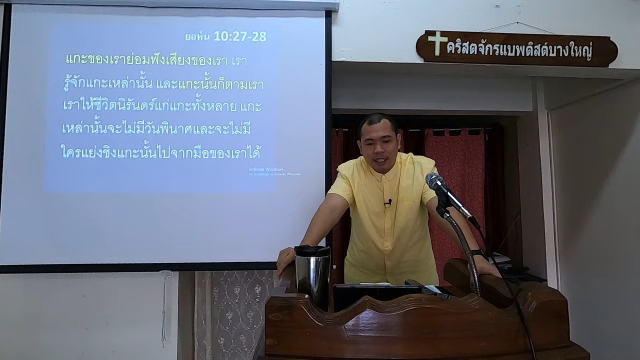 ยอห์น 10:27-28
แกะของเราย่อมฟังเสียงของเรา เรา
รู้จักแกะเหล่านั้น และแกะนั้นก็ตามเรา
เราให้ชีวิตนิรันดร์แก่แกะทั้งหลาย แกะ
เหล่านั้นจะไม่มีวันพินาศและจะไม่มี
ใครแย่งชิงแกะนั้นไปจากมือของเราได้
คริสตจักรแบพติสต์บางใหญ่